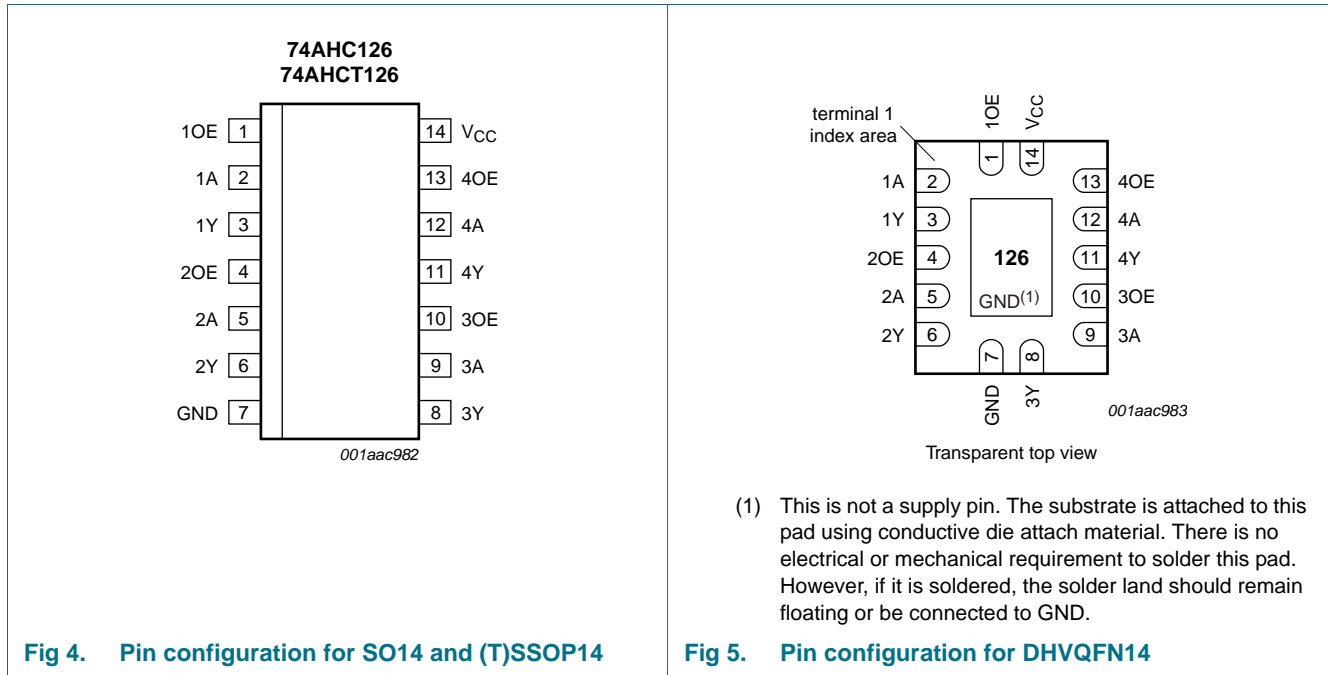 74AHC126
74AHCT126
1OE 1
1A 2
1Y 3
2OE 4
2A 5
2Y 6
GND 7
14 VCC
13 4OE
12 4A
11 4Y
10 3OE
9 3A
8 3Y
001aac982
Fig 4. Pin configuration for SO14 and (T)SSOP14
terminal 1
index area
1OE
VCC
1
14
1A 2
1Y 3
2OE 4
2A 5
2Y 6
13 4OE
12 4A
11 4Y
10 3OE
9 3A
126
GND(1)
7
8
GND
3Y
001aac983
Transparent top view
(1) This is not a supply pin. The substrate is attached to this
pad using conductive die attach material. There is no
electrical or mechanical requirement to solder this pad.
However, if it is soldered, the solder land should remain
floating or be connected to GND.
Fig 5. Pin configuration for DHVQFN14